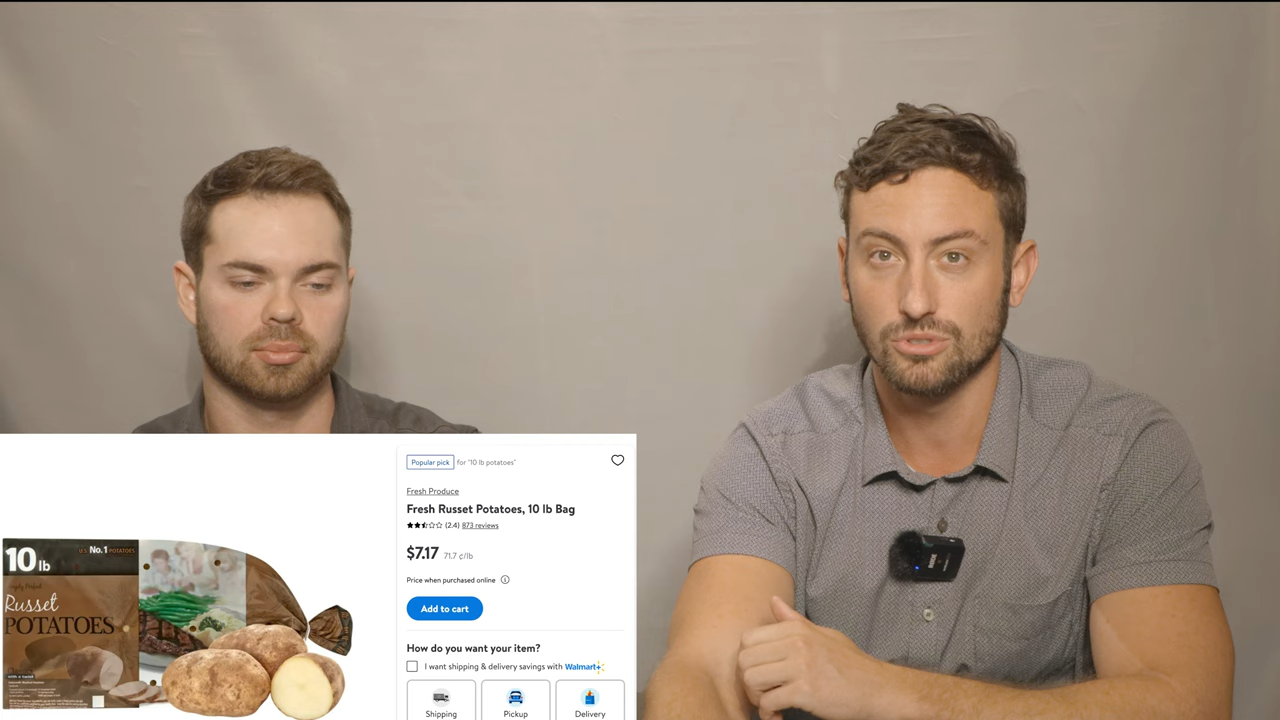 Popular pick for "10 lb potatoes"
Fresh Produce
Fresh Russet Potatoes, 10 lb Bag
(2.4) 873 reviews
$7.17 71.7 ¢/lb
Price when purchased online
Add to cart
How do you want your item?
I want shipping & delivery savings with Walmart+
Shipping Pickup Delivery
10 lb
U.S. No.1 POTATOES
Russet
POTATOES
RODE